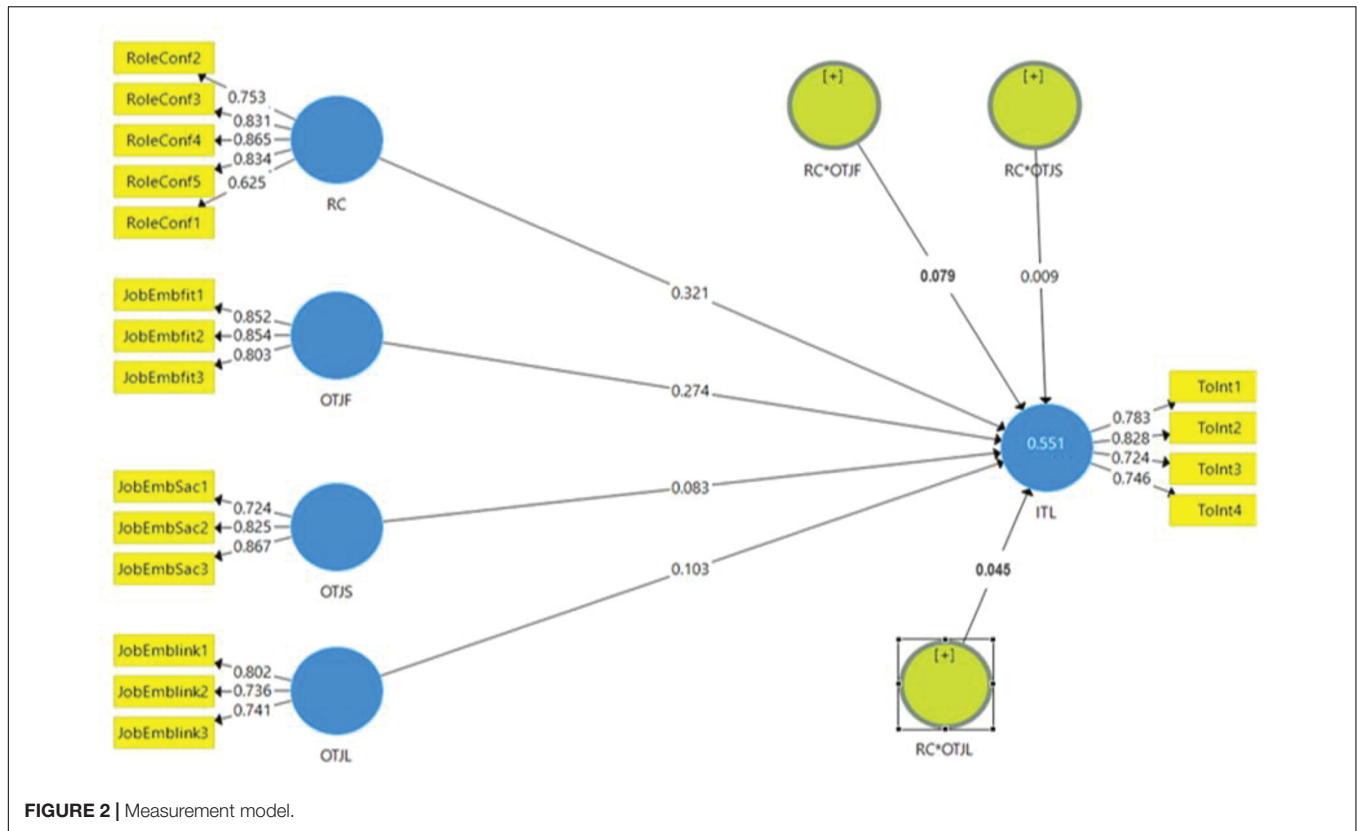 RoleConf2
RoleConf3
RoleConf4
RoleConf5
RoleConf1
0.753
0.831
0.865
0.834
0.625
RC
JobEmbfit1
JobEmbfit2
JobEmbfit3
0.852
0.854
0.803
OTJF
JobEmbSac1
JobEmbSac2
JobEmbSac3
0.724
0.825
0.867
OTJS
JobEmblink1
JobEmblink2
JobEmblink3
0.802
0.736
0.741
OTJL
0.321
0.274
0.083
0.103
[+]
RC*OTJF
0.079
[+]
RC*OTJS
0.009
0.551
ITL
0.783
0.828
0.724
0.746
ToInt1
ToInt2
ToInt3
ToInt4
0.045
[+]
RC*OTJL
FIGURE 2 | Measurement model.